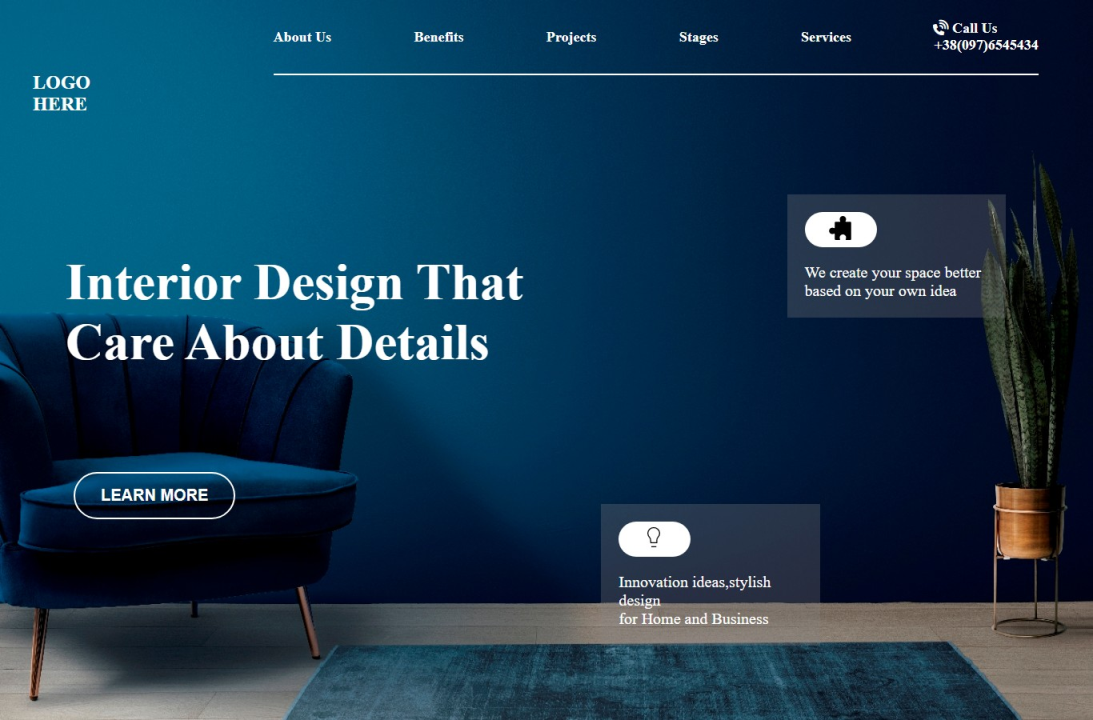 About Us
Benefits
Projects
Stages
Services
Call Us
+38(097)6545434
LOGO
HERE
We create your space better
based on your own idea
Interior Design That
Care About Details
LEARN MORE
Innovation ideas,stylish
design
for Home and Business